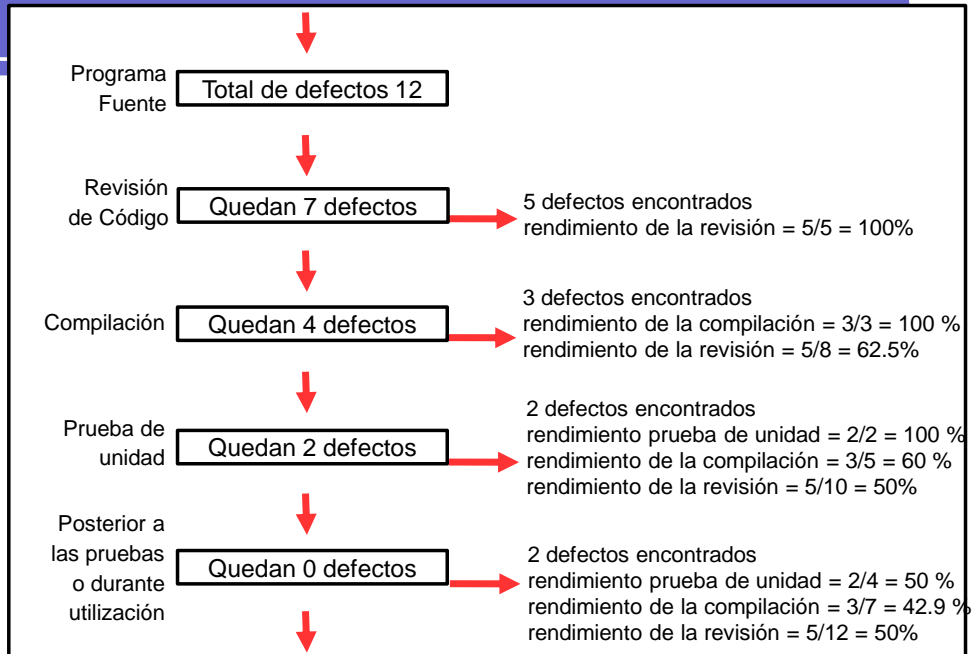 Programa
Fuente
Total de defectos 12
Revisión
de Código
Quedan 7 defectos
5 defectos encontrados
rendimiento de la revisión = 5/5 = 100%
Compilación
Quedan 4 defectos
3 defectos encontrados
rendimiento de la compilación = 3/3 = 100 %
rendimiento de la revisión = 5/8 = 62.5%
Prueba de
unidad
Quedan 2 defectos
2 defectos encontrados
rendimiento prueba de unidad = 2/2 = 100 %
rendimiento de la compilación = 3/5 = 60 %
rendimiento de la revisión = 5/10 = 50%
Posterior a
las pruebas
o durante
utilización
Quedan 0 defectos
2 defectos encontrados
rendimiento prueba de unidad = 2/4 = 50 %
rendimiento de la compilación = 3/7 = 42.9 %
rendimiento de la revisión = 5/12 = 50%